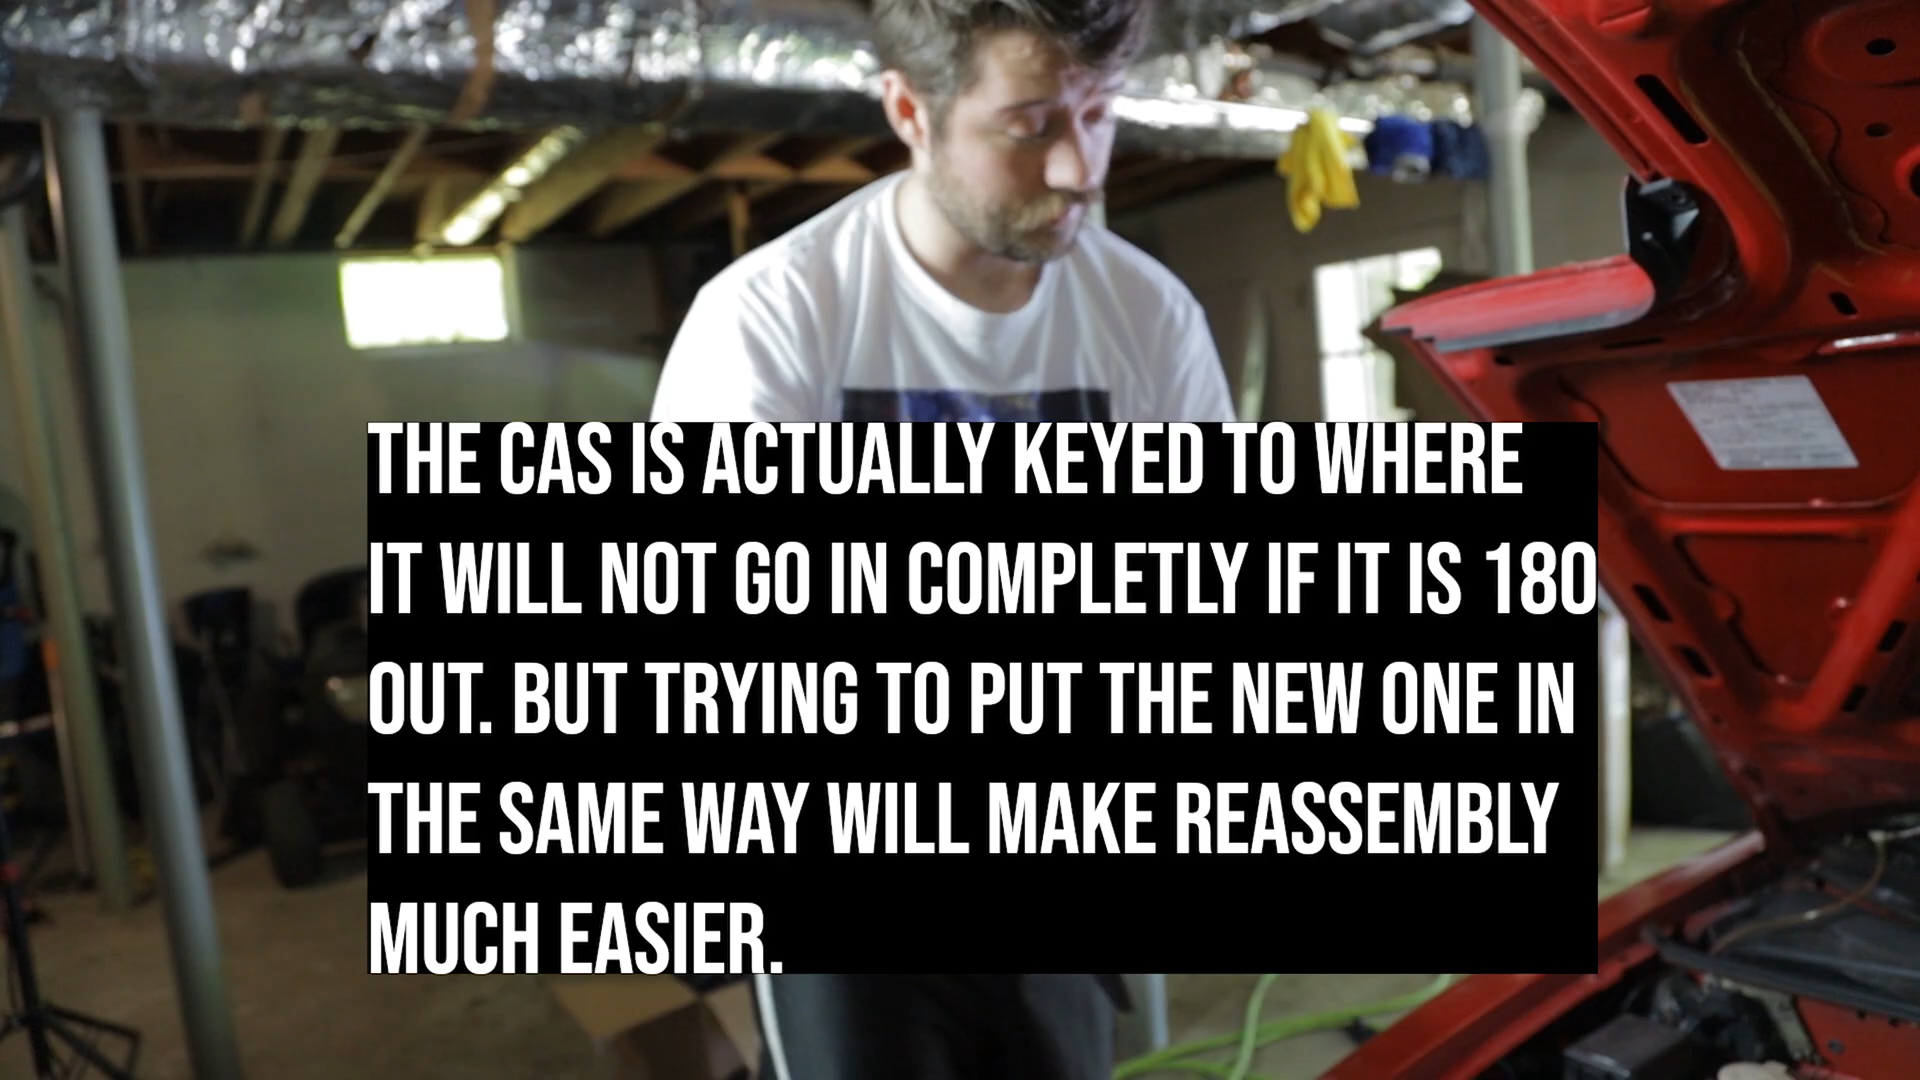 THE CAS IS ACTUALLY KEYED TO WHERE
IT WILL NOT GO IN COMPLETLY IF IT IS 180
OUT. BUT TRYING TO PUT THE NEW ONE IN
THE SAME WAY WILL MAKE REASSEMBLY
MUCH EASIER.